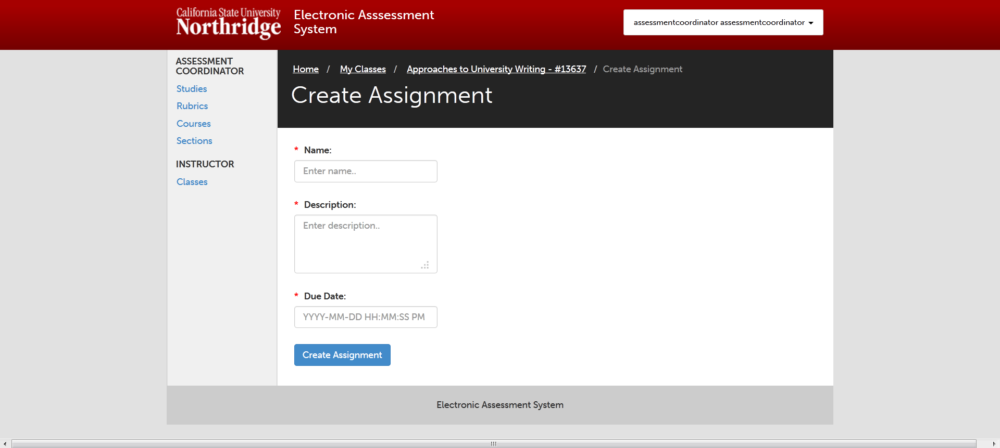 California State University
Northridge
Electronic Asssessment
System
assessmentcoordinator assessmentcoordinator
ASSESSMENT
COORDINATOR
Studies
Rubrics
Courses
Sections
INSTRUCTOR
Classes
Home / My Classes / Approaches to University Writing - #13637 / Create Assignment
Create Assignment
* Name:
Enter name..
* Description:
Enter description..
* Due Date:
YYYY-MM-DD HH:MM:SS PM
Create Assignment
Electronic Assessment System